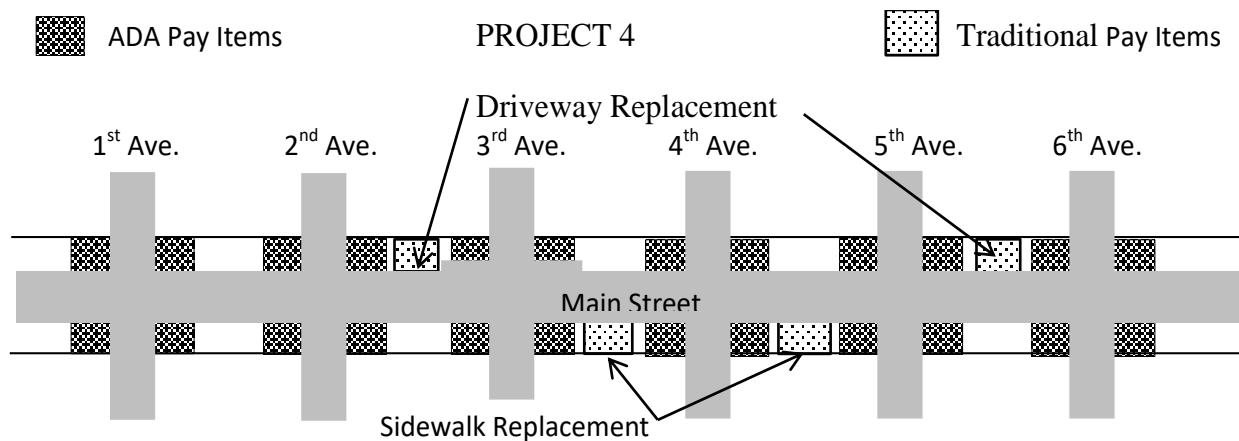 ADA Pay Items PROJECT 4 Traditional Pay Items
Driveway Replacement
1st Ave. 2nd Ave. 3rd Ave. 4th Ave. 5th Ave. 6th Ave.
Main Street
Sidewalk Replacement